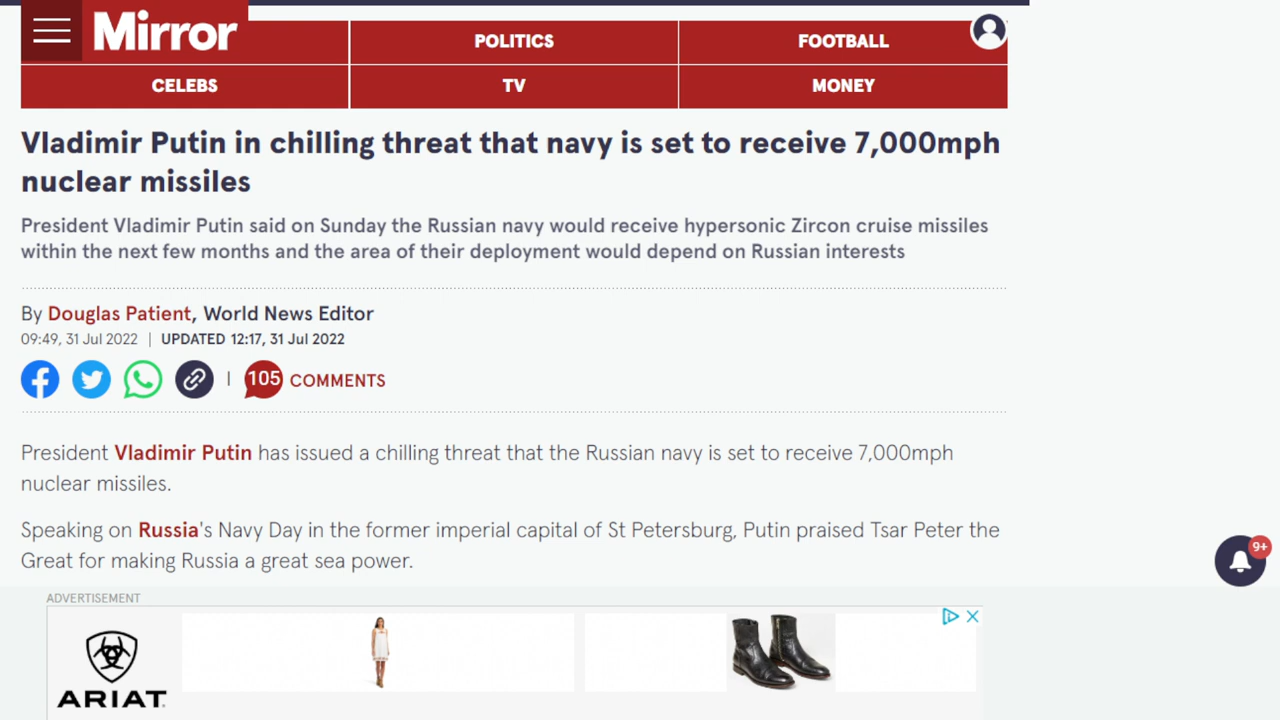 Mirror
POLITICS
FOOTBALL
CELEBS
TV
MONEY
Vladimir Putin in chilling threat that navy is set to receive 7,000mph
nuclear missiles
President Vladimir Putin said on Sunday the Russian navy would receive hypersonic Zircon cruise missiles
within the next few months and the area of their deployment would depend on Russian interests
By Douglas Patient, World News Editor
09:49, 31 Jul 2022 | UPDATED 12:17, 31 Jul 2022
| 105 COMMENTS
President Vladimir Putin has issued a chilling threat that the Russian navy is set to receive 7,000mph
nuclear missiles.
Speaking on Russia's Navy Day in the former imperial capital of St Petersburg, Putin praised Tsar Peter the
Great for making Russia a great sea power.
9+
ADVERTISEMENT
ARIAT.